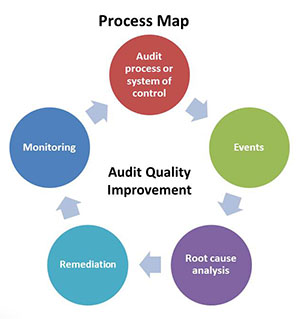 Process Map
Audit
process or
system of
control
Events
Root cause
analysis
Remediation
Monitoring
Audit Quality
Improvement